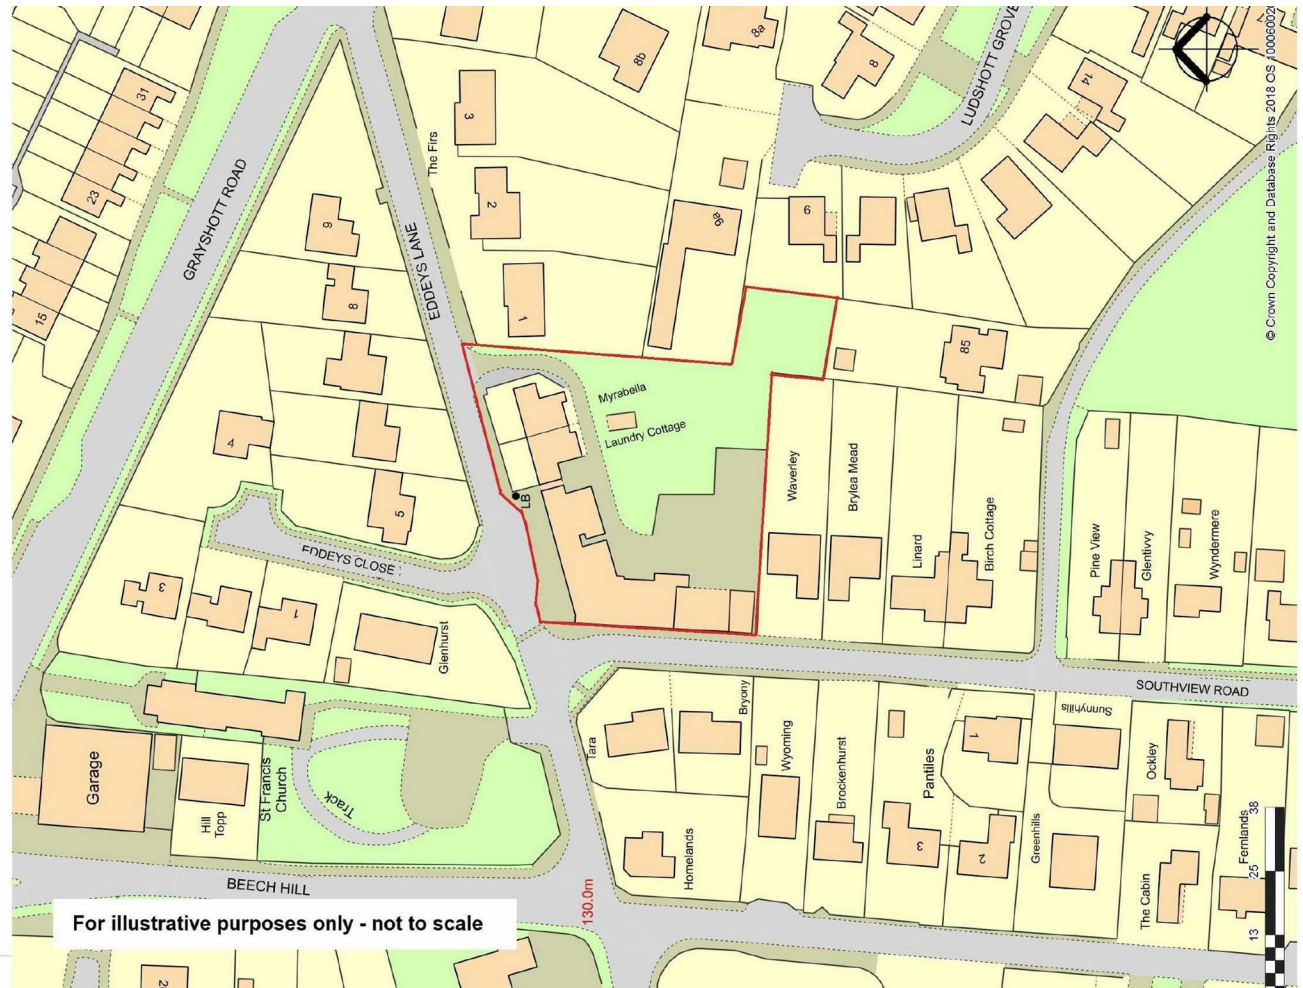 31
23
15
GRAYSHOTT ROAD
The Firs
3
2
1
EDDEYS LANE
8b
8a
8
LUDSHOTT GROVE
14
© Crown Copyright and Database Rights 2018 OS 100060020
9
8
9a
9
4
5
Myrabella
Laundry Cottage
LB
85
Waverley
Brylea Mead
Linard
Birch Cottage
Pine View
Glentivvy
Wyndermere
EDDEYS CLOSE
3
1
Glenhurst
SOUTHVIEW ROAD
Garage
Hill
Topp
St Francis
Church
Track
Tara
Bryony
Wyoming
Brockenhurst
Pantiles
1
Sunnyhills
Ockley
Homelands
3
2
Greenhills
The Cabin
Fernlands
BEECH HILL
130.0m
13
25
38
For illustrative purposes only - not to scale